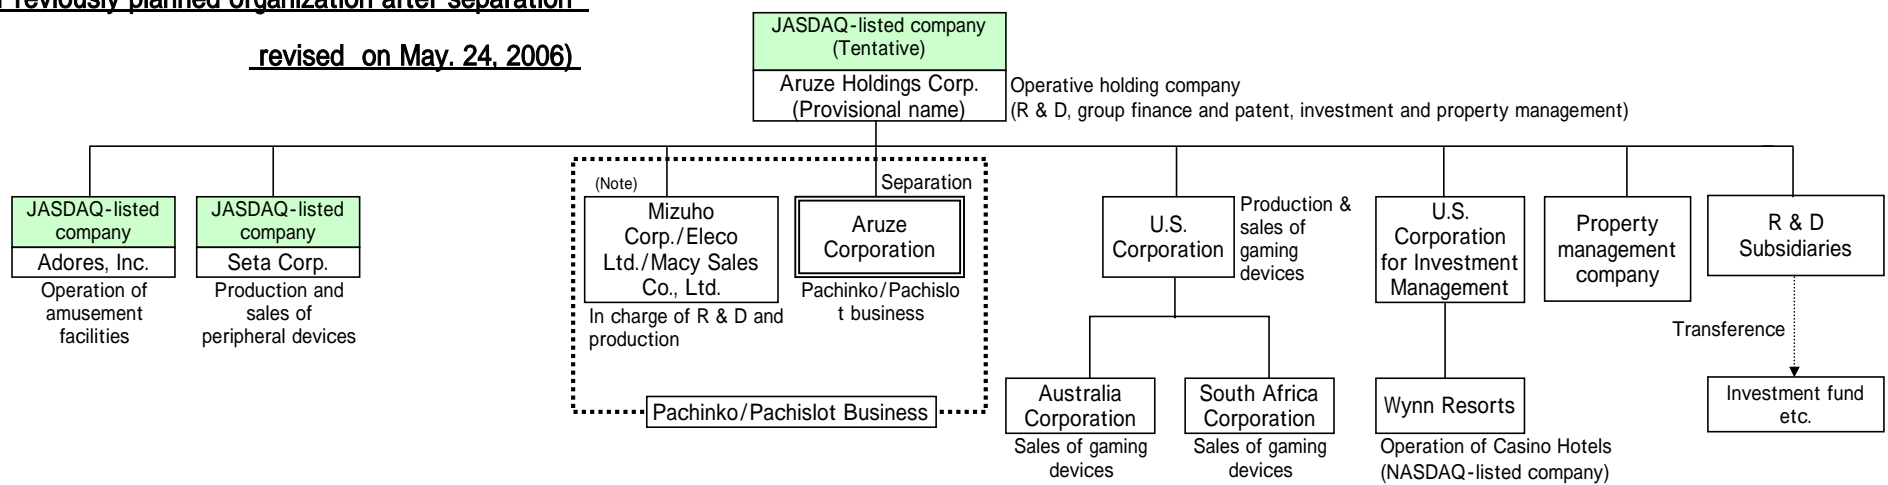 Previously planned organization after separation
revised on May. 24, 2006)
JASDAQ-listed company
(Tentative)
Aruze Holdings Corp.
(Provisional name)
Operative holding company
(R & D, group finance and patent, investment and property management)
JASDAQ-listed
company
Adores, Inc.
Operation of
amusement
facilities
JASDAQ-listed
company
Seta Corp.
Production and
sales of
peripheral devices
(Note)
Mizuho
Corp./Eleco
Ltd./Macy Sales
Co., Ltd.
In charge of R & D and
production
Separation
Aruze
Corporation
Pachinko/Pachislo
t business
Pachinko/Pachislot Business
U.S.
Corporation
Production &
sales of
gaming
devices
Australia
Corporation
Sales of gaming
devices
South Africa
Corporation
Sales of gaming
devices
U.S.
Corporation
for Investment
Management
Wynn Resorts
Operation of Casino Hotels
(NASDAQ-listed company)
Property
management
company
R & D
Subsidiaries
Transference
Investment fund
etc.